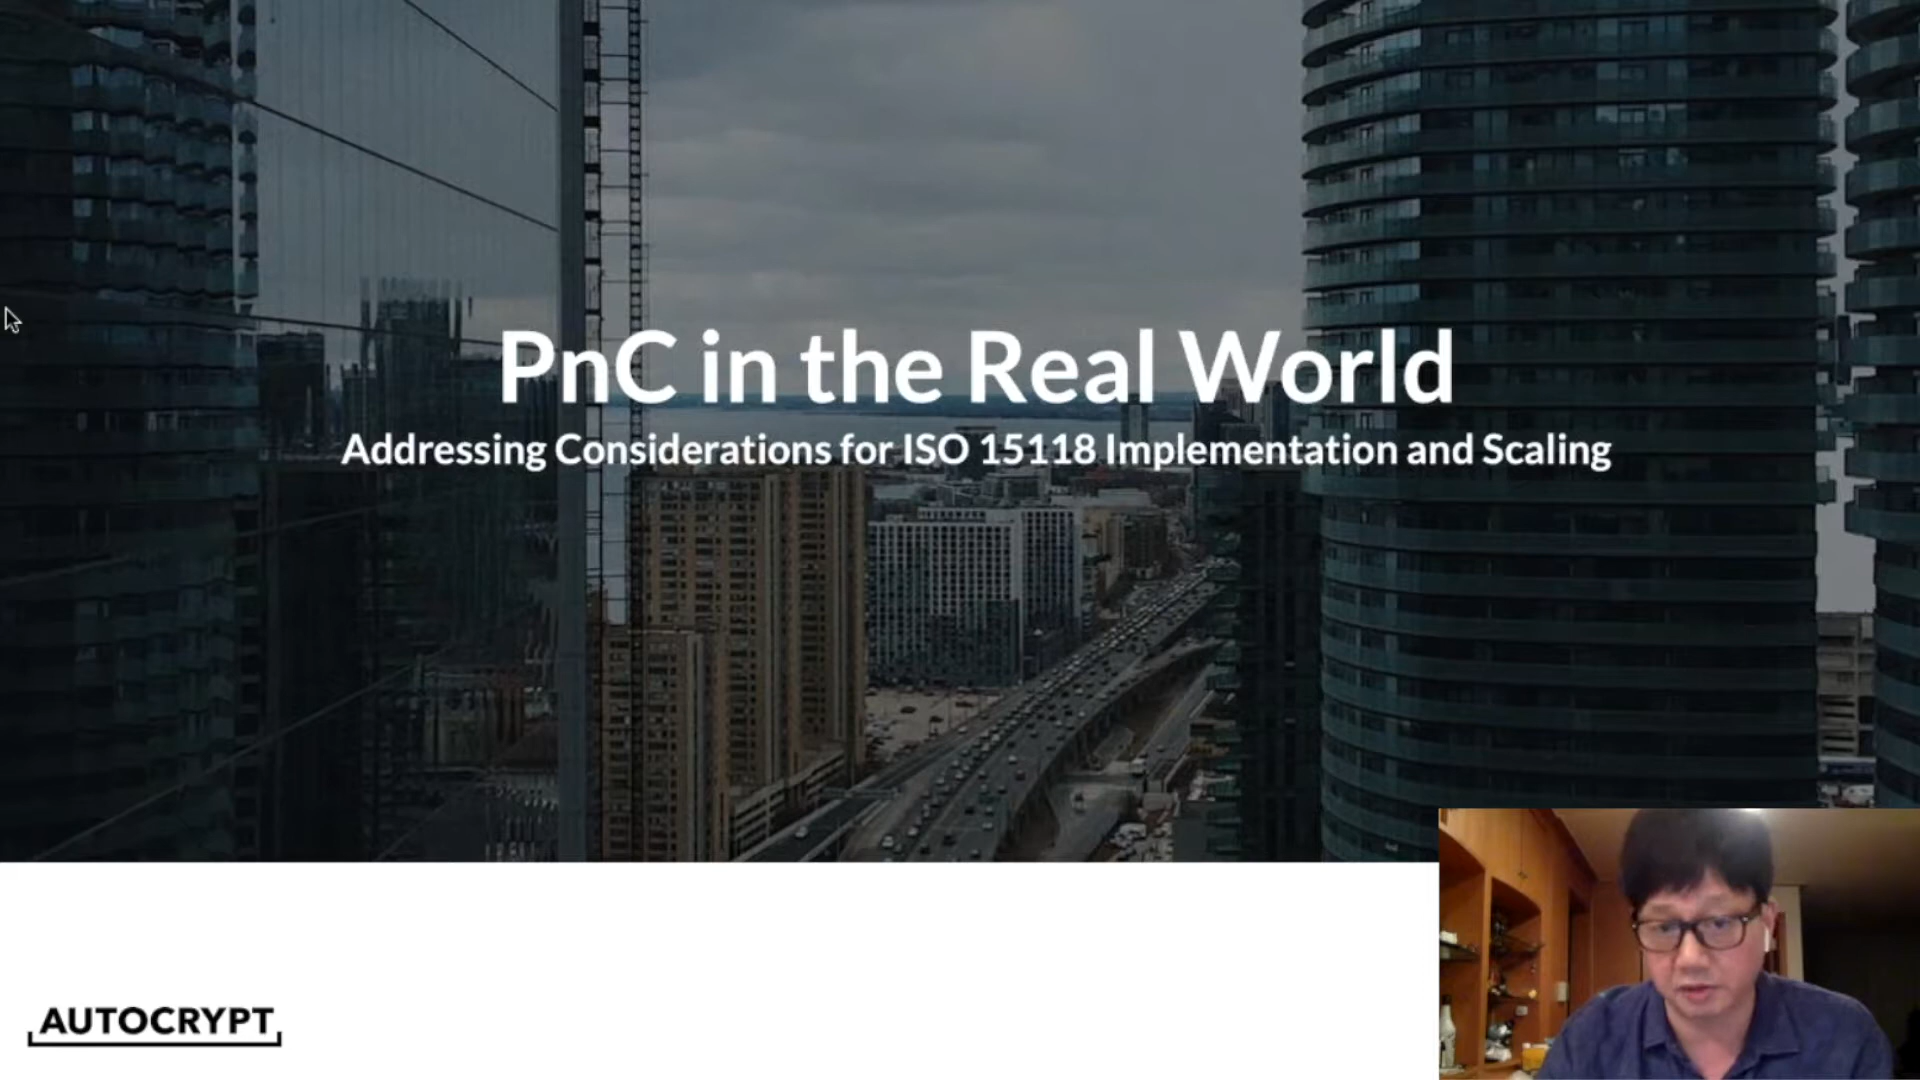 PnC in the Real World
Addressing Considerations for ISO 15118 Implementation and Scaling
AUTOCRYPT